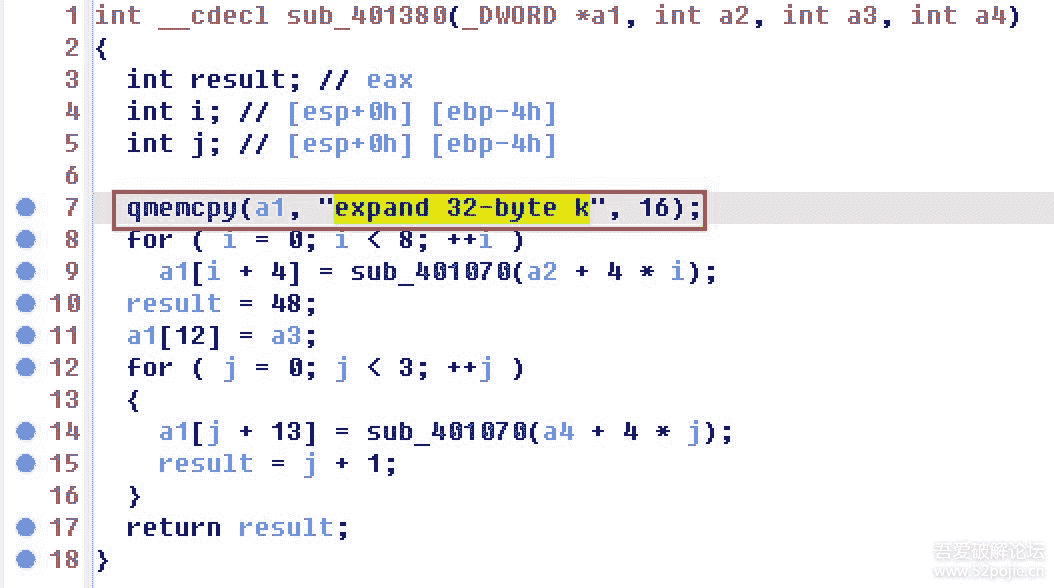 1 int __cdecl sub_401380(_DWORD *a1, int a2, int a3, int a4)
2 {
3 int result; // eax
4 int i; // [esp+0h] [ebp-4h]
5 int j; // [esp+0h] [ebp-4h]
6
7 qmemcpy(a1, "expand 32-byte k", 16);
8 for ( i = 0; i < 8; ++i )
9 a1[i + 4] = sub_401070(a2 + 4 * i);
10 result = 48;
11 a1[12] = a3;
12 for ( j = 0; j < 3; ++j )
13 {
14 a1[j + 13] = sub_401070(a4 + 4 * j);
15 result = j + 1;
16 }
17 return result;
18 }
吾爱破解论坛
www.52pojie.cn